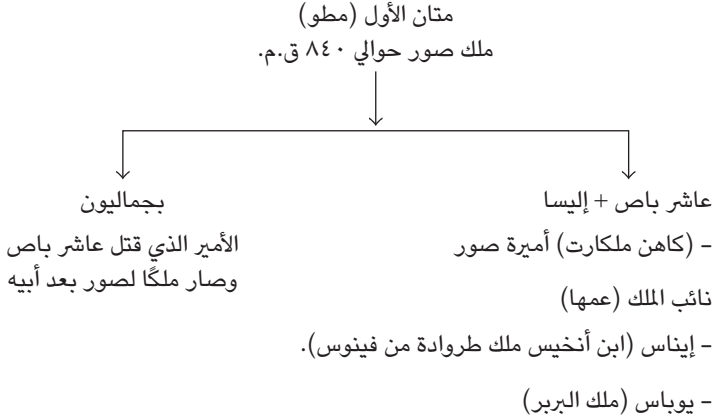 متان الأول (مطو)
ملك صور حوالي ٨٤٠ ق.م.
عاشر باص + إليسا
– (كاهن ملكارت) أميرة صور
نائب الملك (عمها)
– إيناس (ابن أنخيس ملك طروادة من فينوس).
– يوباس (ملك البربر)
بجماليون
الأمير الذي قتل عاشر باص
وصار ملكًا لصور بعد أبيه